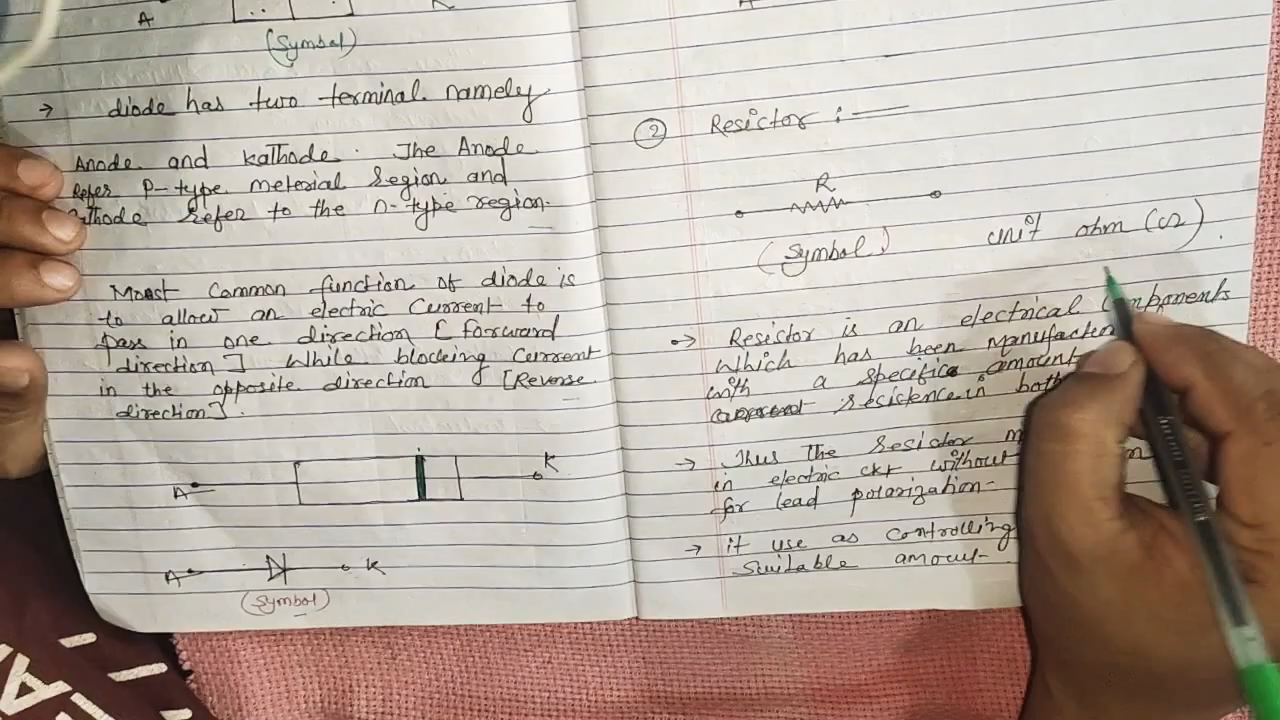 A K
(Symbol)
→ diode has two terminal namely
Anode and kathode. The Anode
Refer P-type meterial region and
refer to the n-type region.
Most Common function of diode is
to allow an electric Current to
pass in one direction [forward
direction] While blocking Current
in the opposite direction [Reverse
direction].
A K
A K
(Symbol)
A
② Resistor :—
R
(Symbol) unit ohm (Ω).
→ Resistor is an electrical Components
Which has been
with a specific amount
resistence in both
→ Thus The resistor
in electric ckt without
for lead polarization-
→ it use as controlling
Suitable amout-